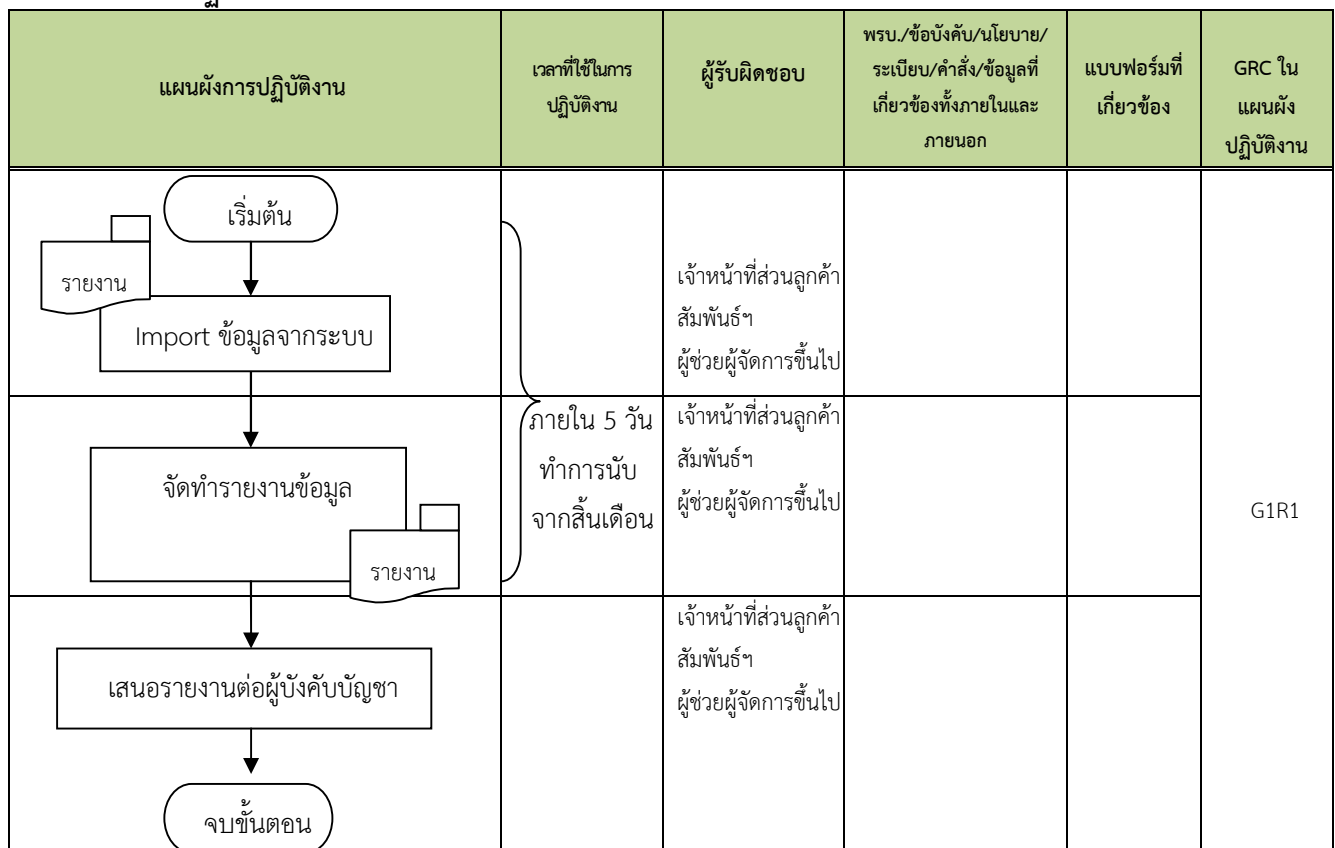 แผนผังการปฏิบัติงาน
เวลาที่ใช้ในการ
ปฏิบัติงาน
ผู้รับผิดชอบ
พรบ./ข้อบังคับ/นโยบาย/
ระเบียบ/คำสั่ง/ข้อมูลที่
เกี่ยวข้องทั้งภายในและ
ภายนอก
แบบฟอร์มที่
เกี่ยวข้อง
GRC ใน
แผนผัง
ปฏิบัติงาน
เริ่มต้น
รายงาน
Import ข้อมูลจากระบบ
เจ้าหน้าที่ส่วนลูกค้า
สัมพันธ์ฯ
ผู้ช่วยผู้จัดการขึ้นไป
จัดทำรายงานข้อมูล
รายงาน
ภายใน 5 วัน
ทำการนับ
จากสิ้นเดือน
เจ้าหน้าที่ส่วนลูกค้า
สัมพันธ์ฯ
ผู้ช่วยผู้จัดการขึ้นไป
G1R1
เสนอรายงานต่อผู้บังคับบัญชา
เจ้าหน้าที่ส่วนลูกค้า
สัมพันธ์ฯ
ผู้ช่วยผู้จัดการขึ้นไป
จบขั้นตอน